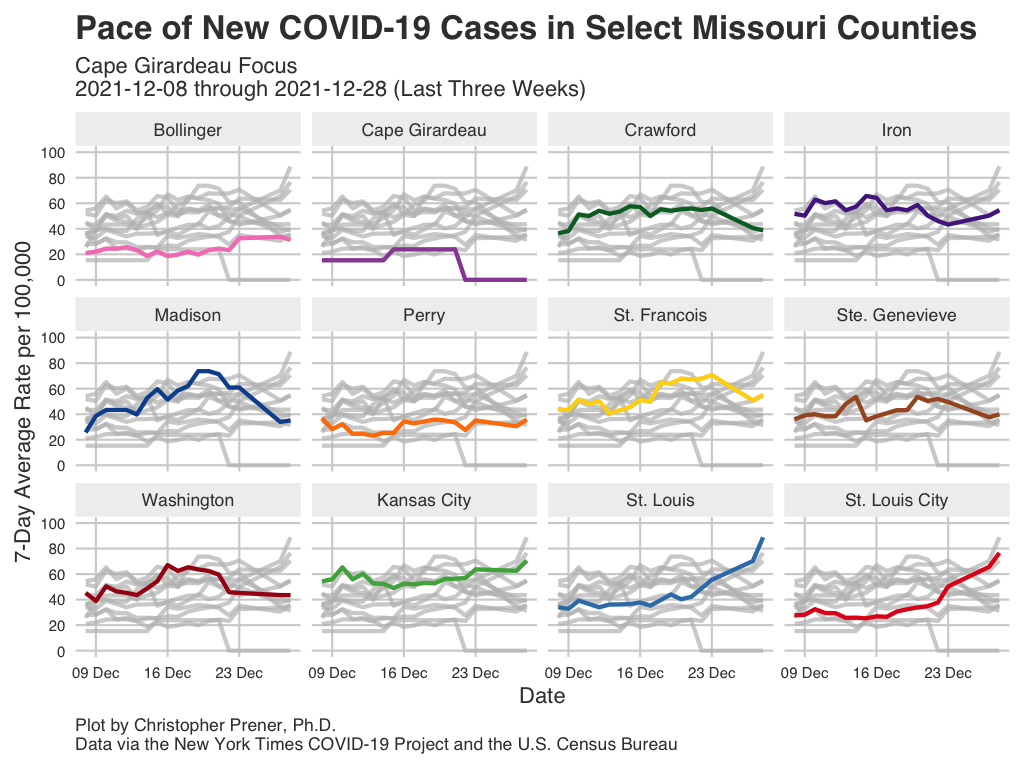 Pace of New COVID-19 Cases in Select Missouri Counties
Cape Girardeau Focus
2021-12-08 through 2021-12-28 (Last Three Weeks)
Bollinger
Cape Girardeau
Crawford
Iron
100
80
60
40
20
0
Madison
Perry
St. Francois
Ste. Genevieve
100
80
60
40
20
0
Washington
Kansas City
St. Louis
St. Louis City
100
80
60
40
20
0
7-Day Average Rate per 100,000
09 Dec 16 Dec 23 Dec
09 Dec 16 Dec 23 Dec
09 Dec 16 Dec 23 Dec
09 Dec 16 Dec 23 Dec
Date
Plot by Christopher Prener, Ph.D.
Data via the New York Times COVID-19 Project and the U.S. Census Bureau